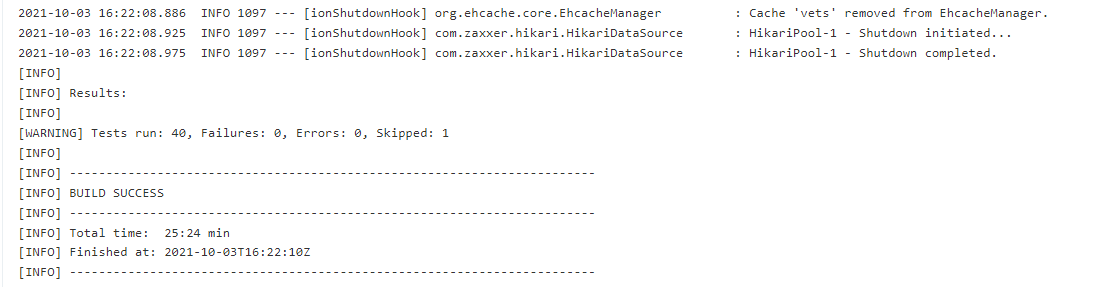 2021-10-03 16:22:08.886  INFO 1097 --- [ionShutdownHook] org.ehcache.core.EhcacheManager          : Cache 'vets' removed from EhcacheManager.
2021-10-03 16:22:08.925  INFO 1097 --- [ionShutdownHook] com.zaxxer.hikari.HikariDataSource       : HikariPool-1 - Shutdown initiated...
2021-10-03 16:22:08.975  INFO 1097 --- [ionShutdownHook] com.zaxxer.hikari.HikariDataSource       : HikariPool-1 - Shutdown completed.
[INFO]
[INFO] Results:
[INFO]
[WARNING] Tests run: 40, Failures: 0, Errors: 0, Skipped: 1
[INFO]
[INFO] ------------------------------------------------------------------------
[INFO] BUILD SUCCESS
[INFO] ------------------------------------------------------------------------
[INFO] Total time:  25:24 min
[INFO] Finished at: 2021-10-03T16:22:10Z
[INFO] ------------------------------------------------------------------------